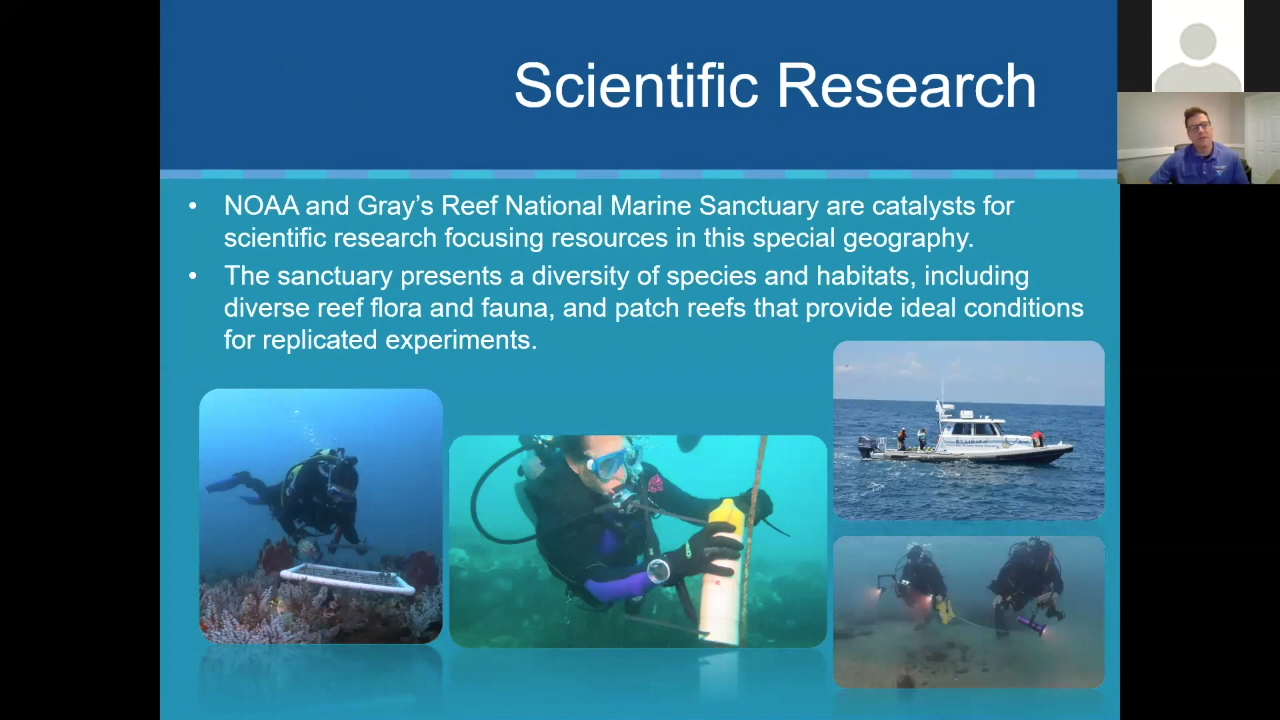 Scientific Research
• NOAA and Gray's Reef National Marine Sanctuary are catalysts for
scientific research focusing resources in this special geography.
• The sanctuary presents a diversity of species and habitats, including
diverse reef flora and fauna, and patch reefs that provide ideal conditions
for replicated experiments.